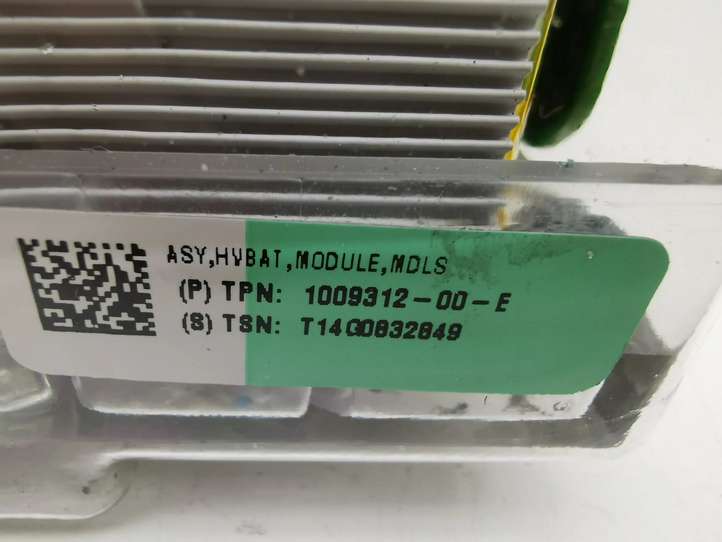 ASY,HVBAT,MODULE,MDLS
(P) TPN: 1009312-00-E
(S) TSN: T14G0832849